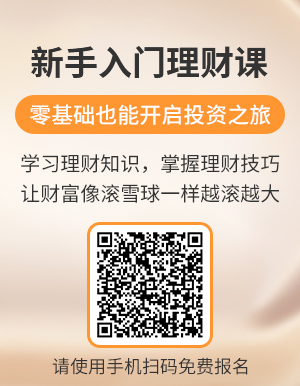 新手入门理财课
零基础也能开启投资之旅
学习理财知识，掌握理财技巧
让财富像滚雪球一样越滚越大
请使用手机扫码免费报名